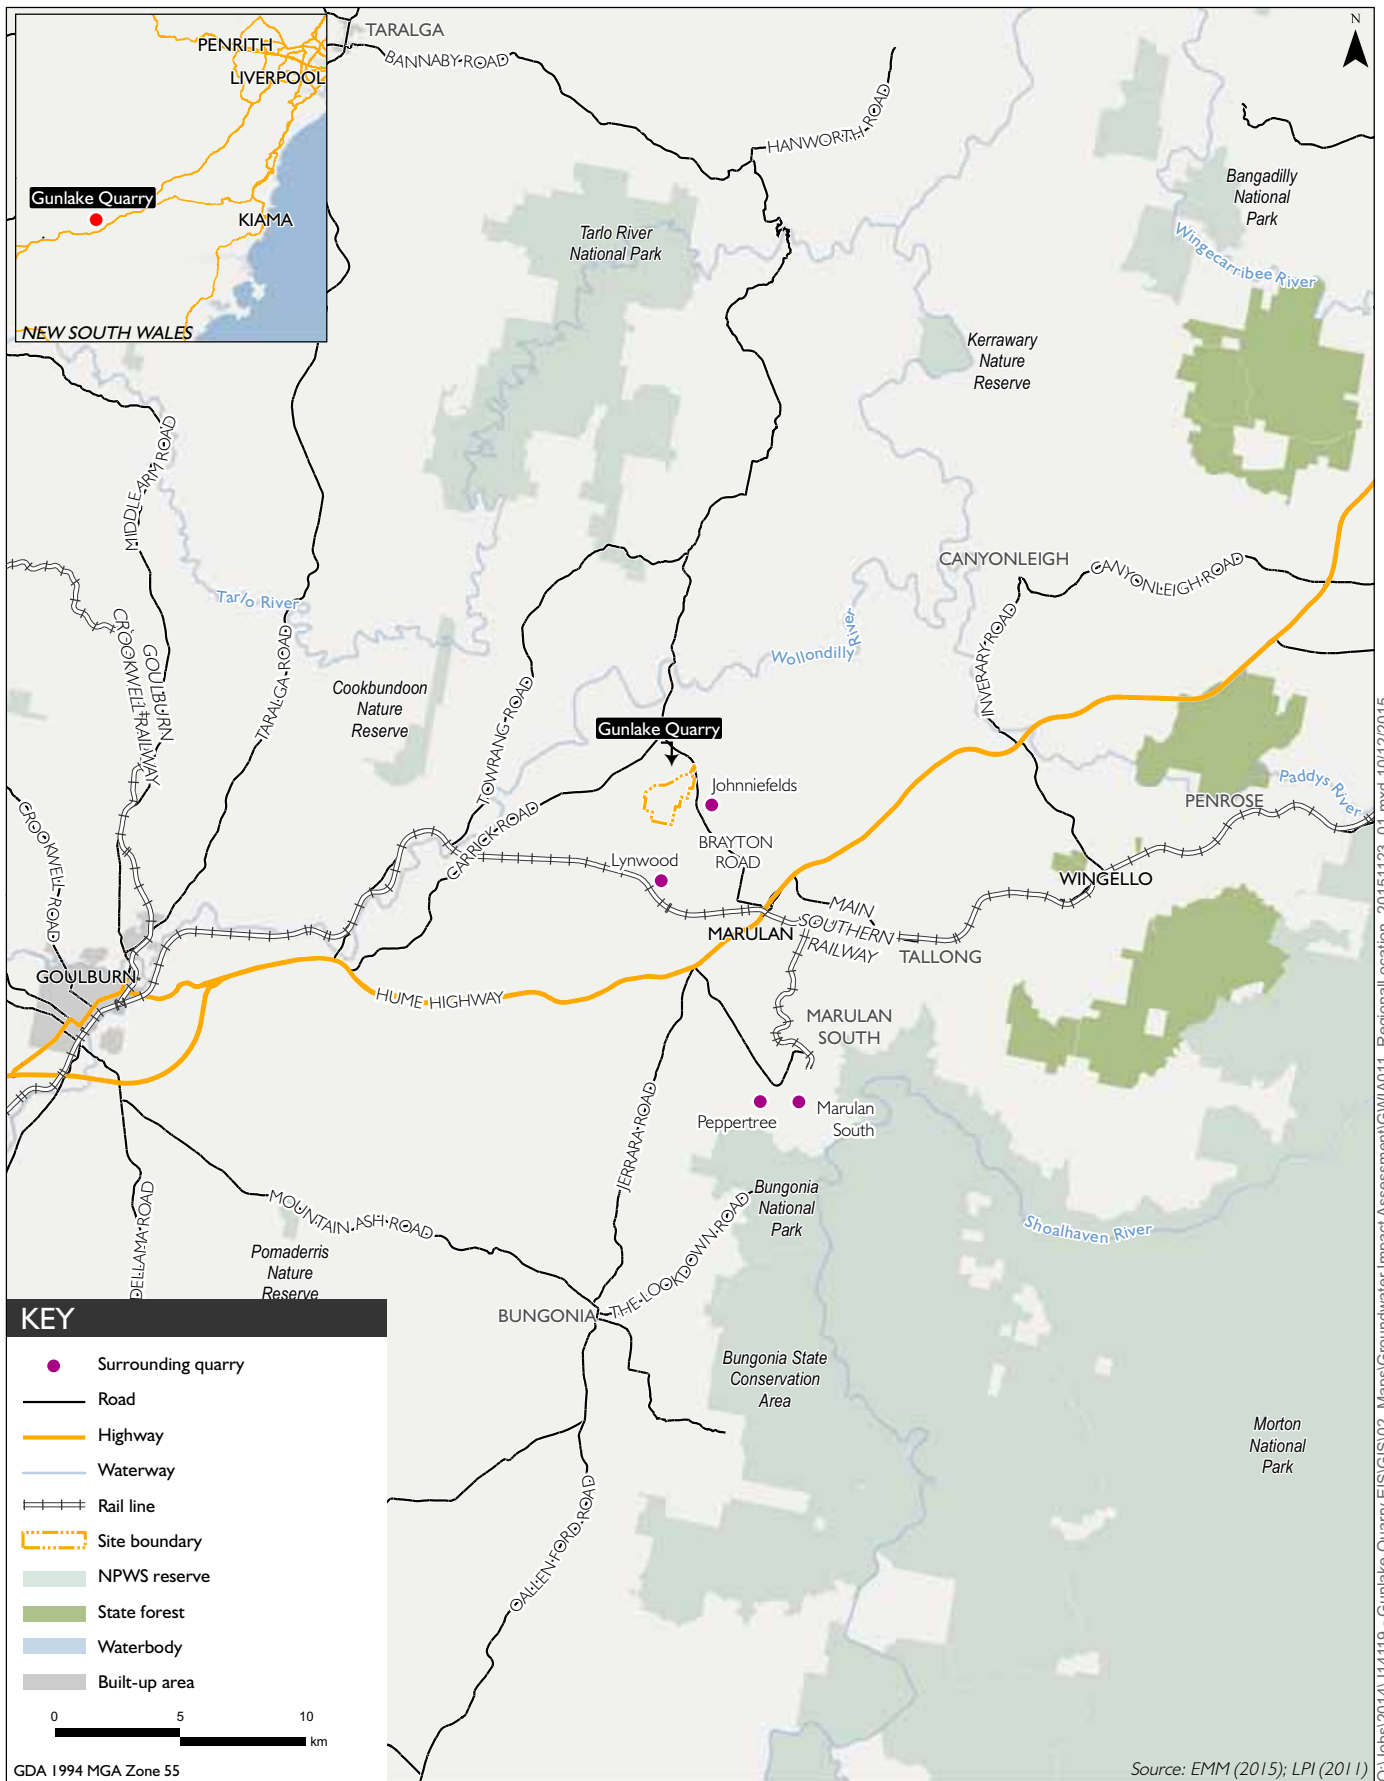 N
PENRITH
LIVERPOOL
Gunlake Quarry
KIAMA
NEW SOUTH WALES
TARALGA
BANNABY ROAD
HANWORTH ROAD
Bangadilly
National
Park
Wingecarribee River
Tarlo River
National Park
Kerrawary
Nature
Reserve
MIDDLE ARM ROAD
CANYONLEIGH
CANYONLEIGH ROAD
Tarlo River
GOULBURN
CROOKWELL RAILWAY
TARALGA ROAD
Wollondilly River
INVERARY ROAD
Cookbundoon
Nature
Reserve
TOWRANG ROAD
Gunlake Quarry
Johnniefelds
Paddys River
PENROSE
CROOKWELL ROAD
CARRICK ROAD
BRAYTON
ROAD
Lynwood
WINGELLO
MAIN
SOUTHERN
RAILWAY
MARULAN
TALLONG
GOULBURN
HUME HIGHWAY
MARULAN
SOUTH
JERRARA ROAD
Peppertree
Marulan
South
DELLAMA ROAD
MOUNTAIN ASH ROAD
Bungonia
National
Park
Shoalhaven River
Pomaderris
Nature
Reserve
THE LOOKDOWN ROAD
BUNGONIA
Bungonia State
Conservation
Area
Morton
National
Park
OALLEN FORD ROAD
KEY
Surrounding quarry
Road
Highway
Waterway
Rail line
Site boundary
NPWS reserve
State forest
Waterbody
Built-up area
0 5 10
km
GDA 1994 MGA Zone 55
Source: EMM (2015); LPI (2011)